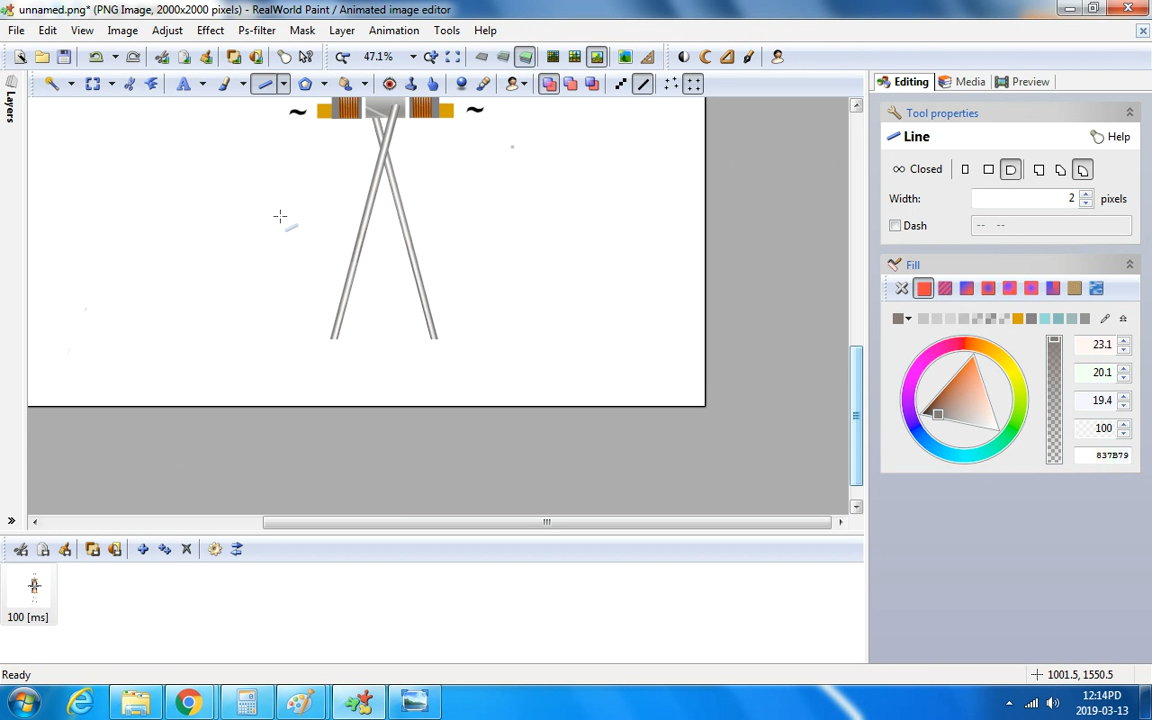 unnamed.png* (PNG Image, 2000x2000 pixels) - RealWorld Paint / Animated image editor
File Edit View Image Adjust Effect Ps-filter Mask Layer Animation Tools Help
47.1%
Layers
~ ~
Editing Media Preview
Tool properties
Line Help
Closed
Width: 2 pixels
Dash -- --
Fill
23.1
20.1
19.4
100
837B79
100 [ms]
Ready
1001.5, 1550.5
12:14PD
2019-03-13